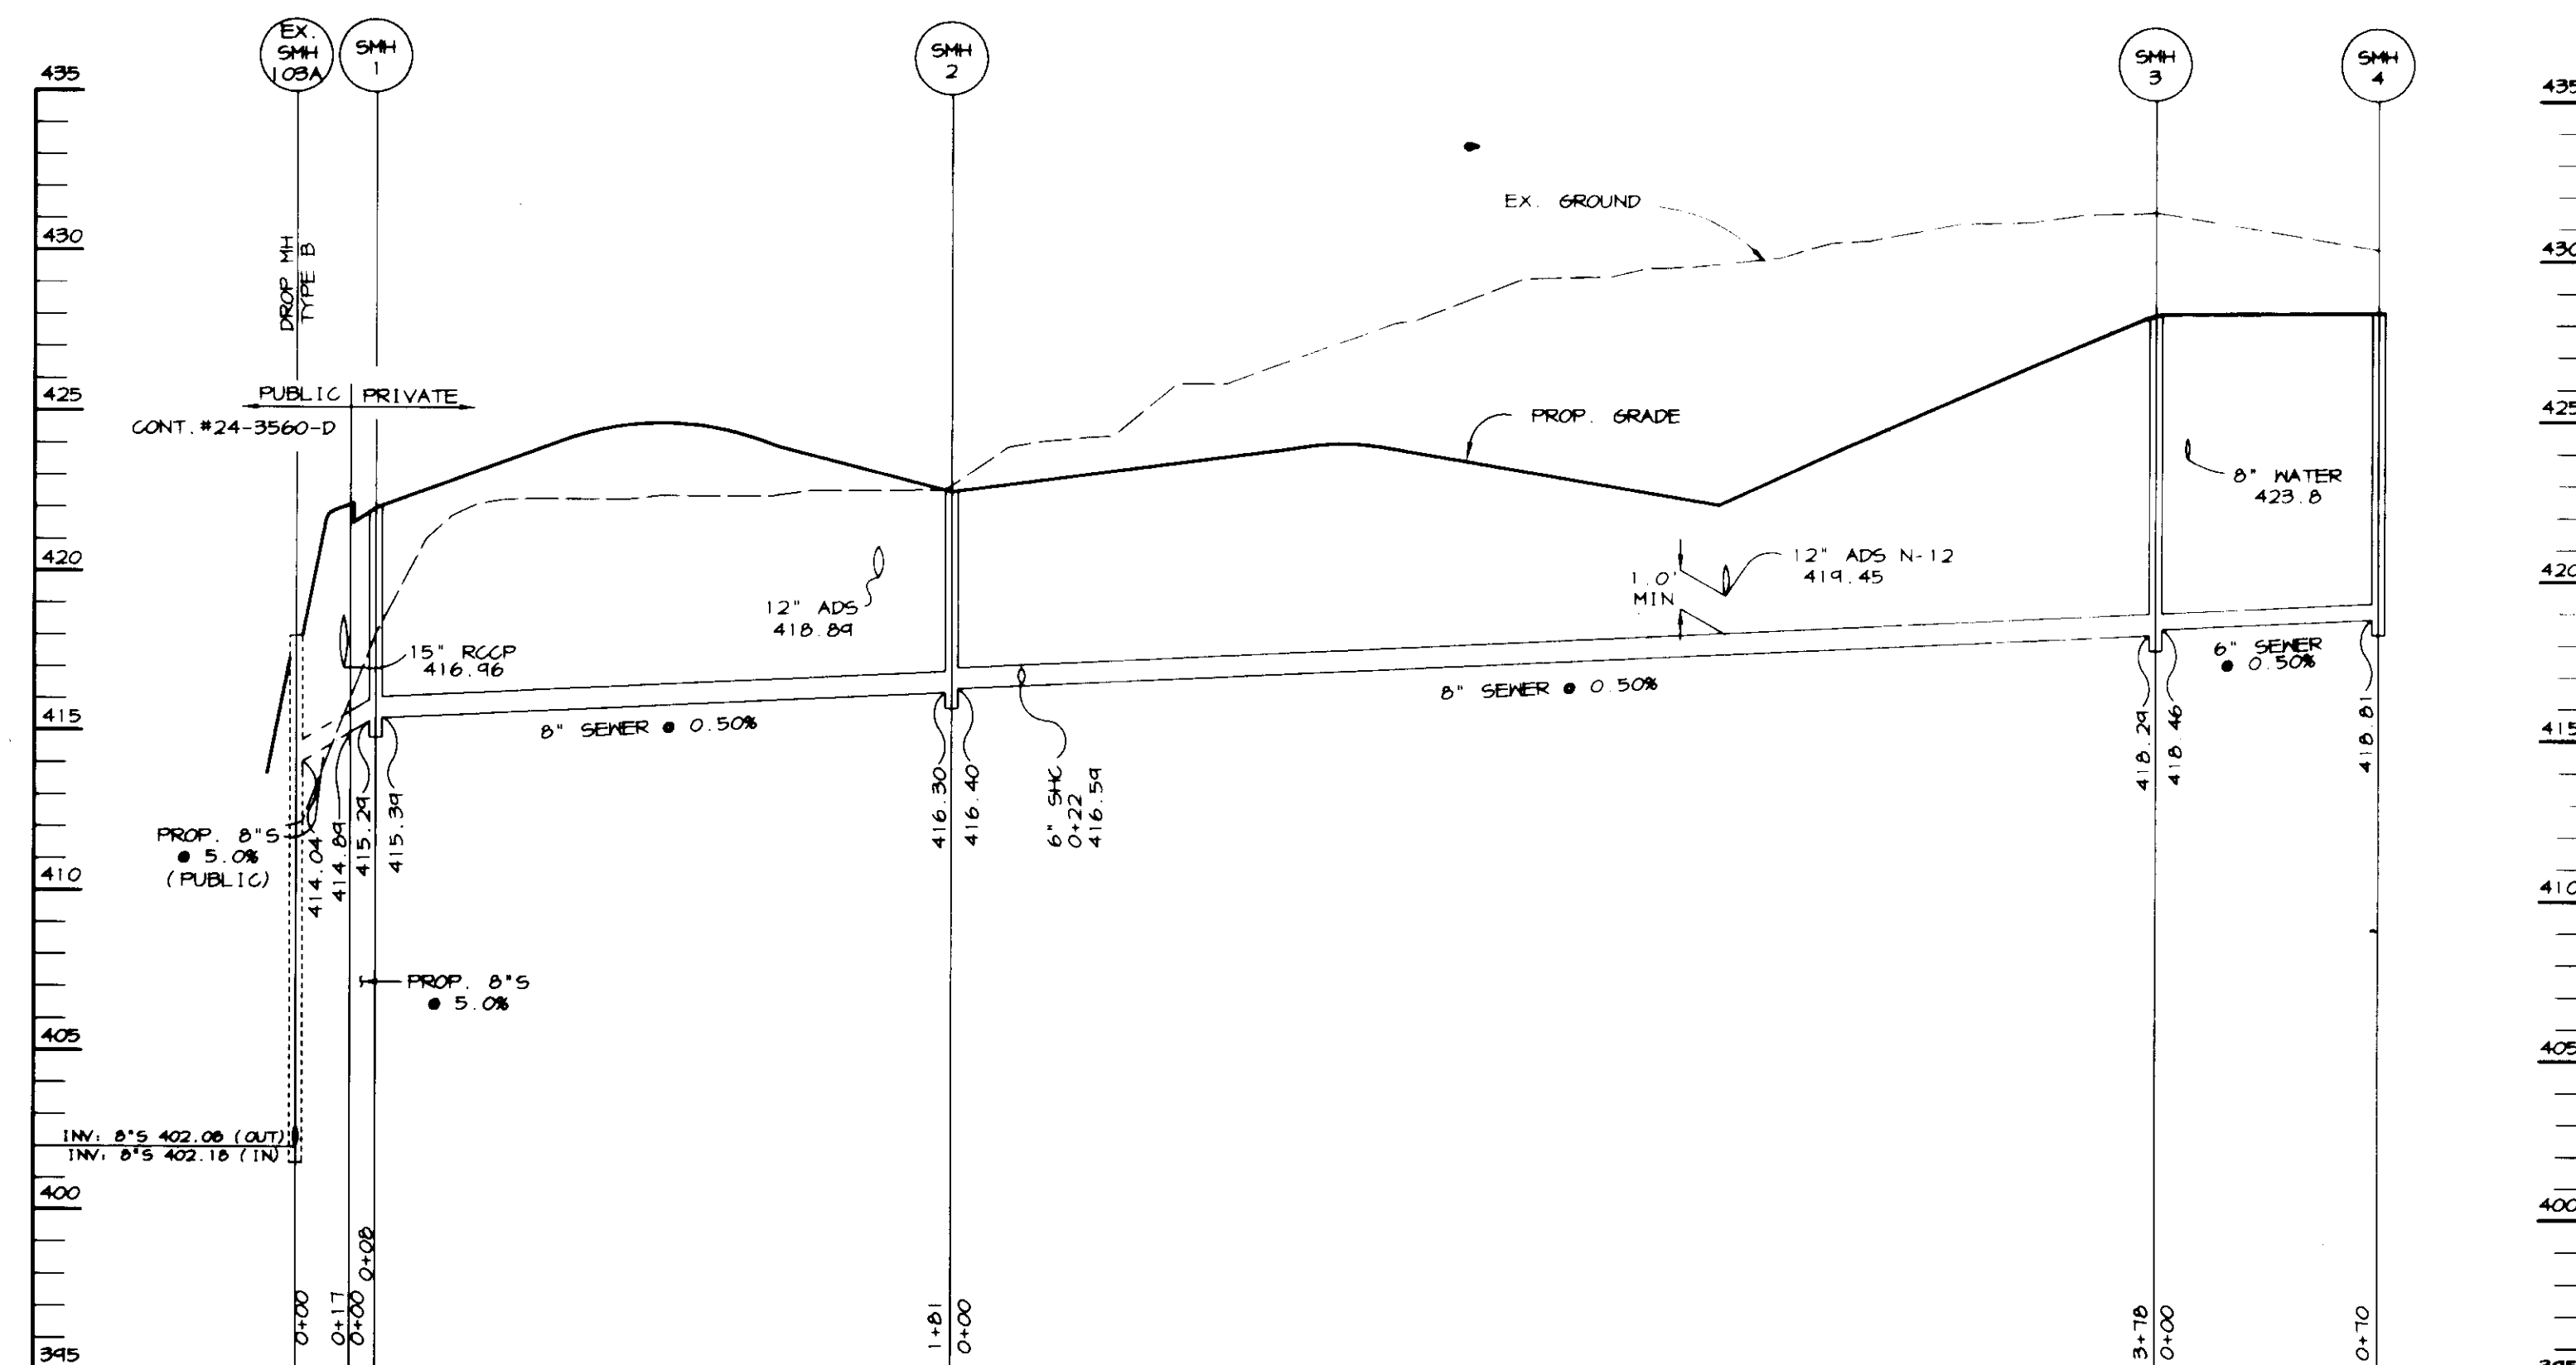 EX.
SMH
103A
SMH
1
SMH
2
SMH
3
SMH
4
435
435
EX. GROUND
430
430
DROP MH
TYPE B
425
425
PUBLIC
PRIVATE
CONT. #24-3560-D
PROP. GRADE
8" WATER
423.8
420
420
12" ADS N-12
419.45
1.0'
MIN
12" ADS
418.89
15" RCCP
416.96
6" SEWER
@ 0.50%
8" SEWER @ 0.50%
8" SEWER @ 0.50%
415
415
PROP. 8"S
@ 5.0%
(PUBLIC)
414.04
414.89
415.29
415.39
416.30
416.40
6" SHC
0+22
416.59
418.29
418.46
418.81
410
410
PROP. 8"S
@ 5.0%
405
405
INV: 8"S 402.08 (OUT)
INV: 8"S 402.18 (IN)
400
400
0+00
0+17
0+00
0+08
1+81
0+00
3+78
0+00
0+70
395